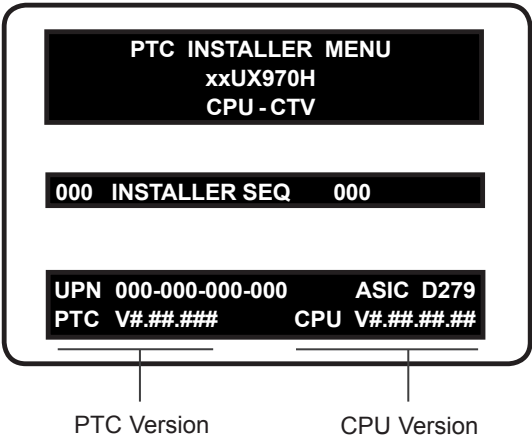 PTC INSTALLER MENU
xxUX970H
CPU - CTV
000 INSTALLER SEQ 000
UPN 000-000-000-000 ASIC D279
PTC V#.##.### CPU V#.##.##.##
PTC Version CPU Version